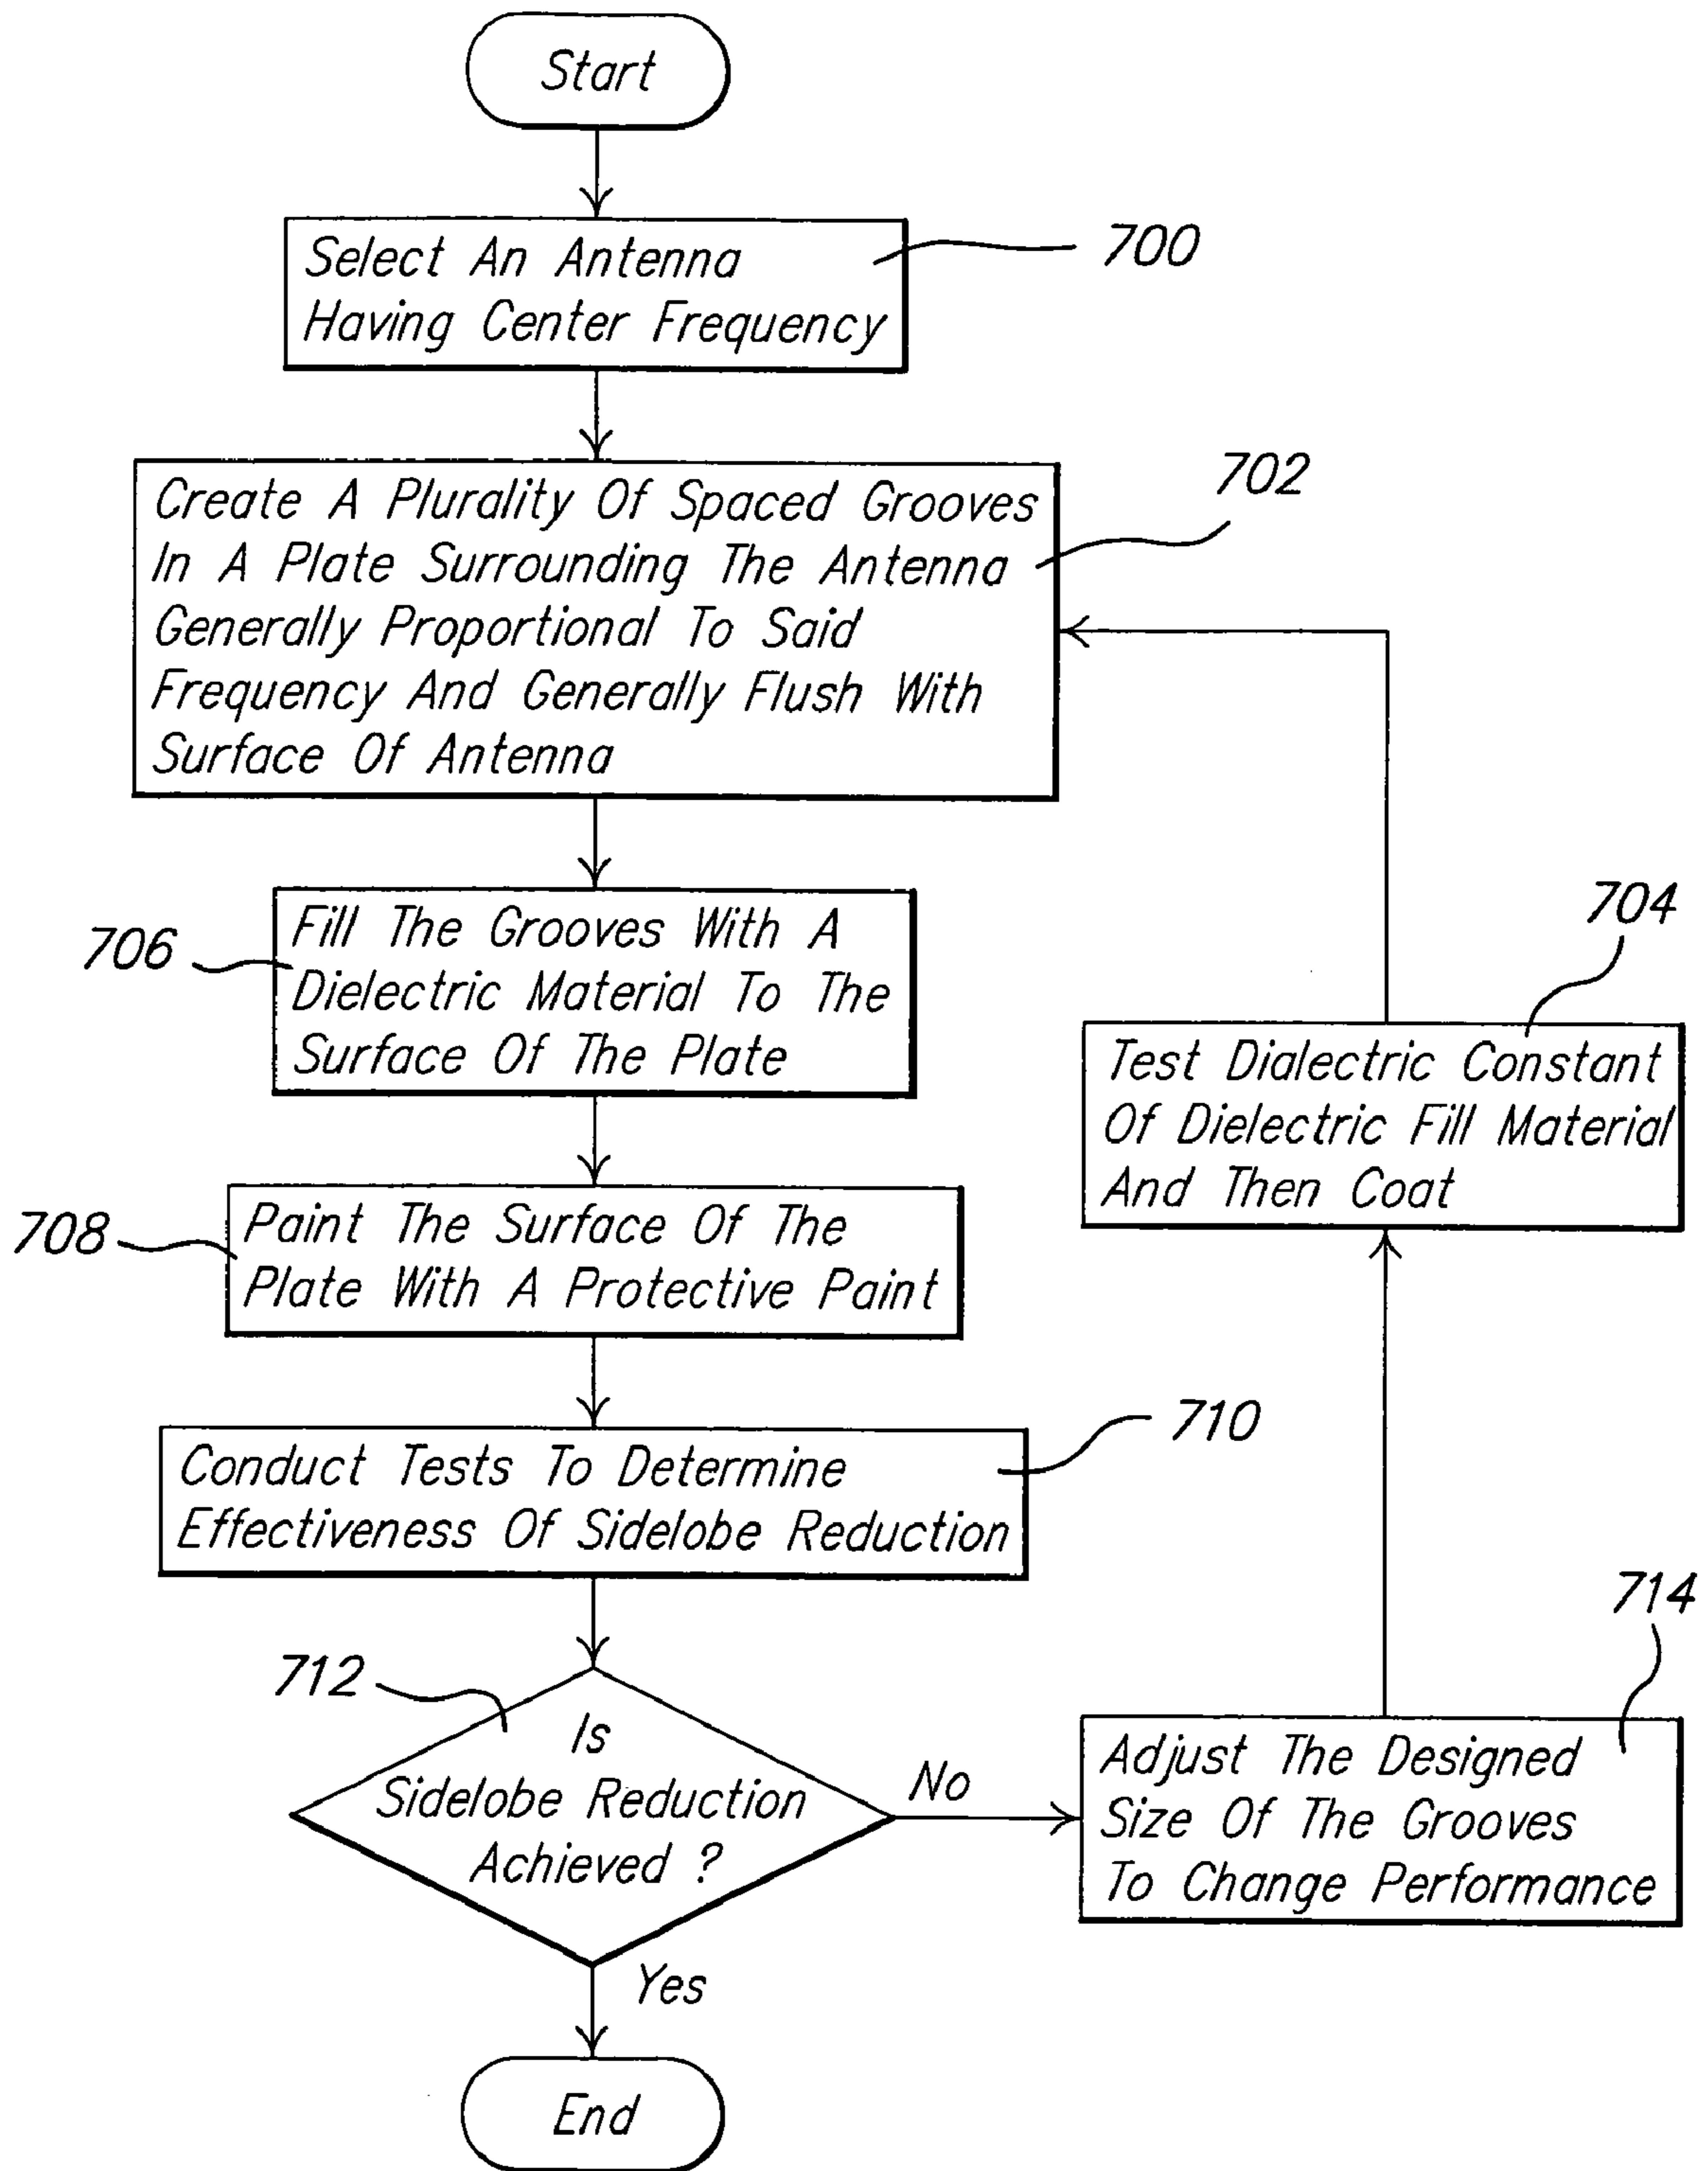 Start
Select An Antenna
Having Center Frequency
700
Create A Plurality Of Spaced Grooves
In A Plate Surrounding The Antenna
Generally Proportional To Said
Frequency And Generally Flush With
Surface Of Antenna
702
Fill The Grooves With A
Dielectric Material To The
Surface Of The Plate
706
704
Test Dialectric Constant
Of Dielectric Fill Material
And Then Coat
Paint The Surface Of The
Plate With A Protective Paint
708
Conduct Tests To Determine
Effectiveness Of Sidelobe Reduction
710
712
Is
Sidelobe Reduction
Achieved ?
No
714
Adjust The Designed
Size Of The Grooves
To Change Performance
Yes
End